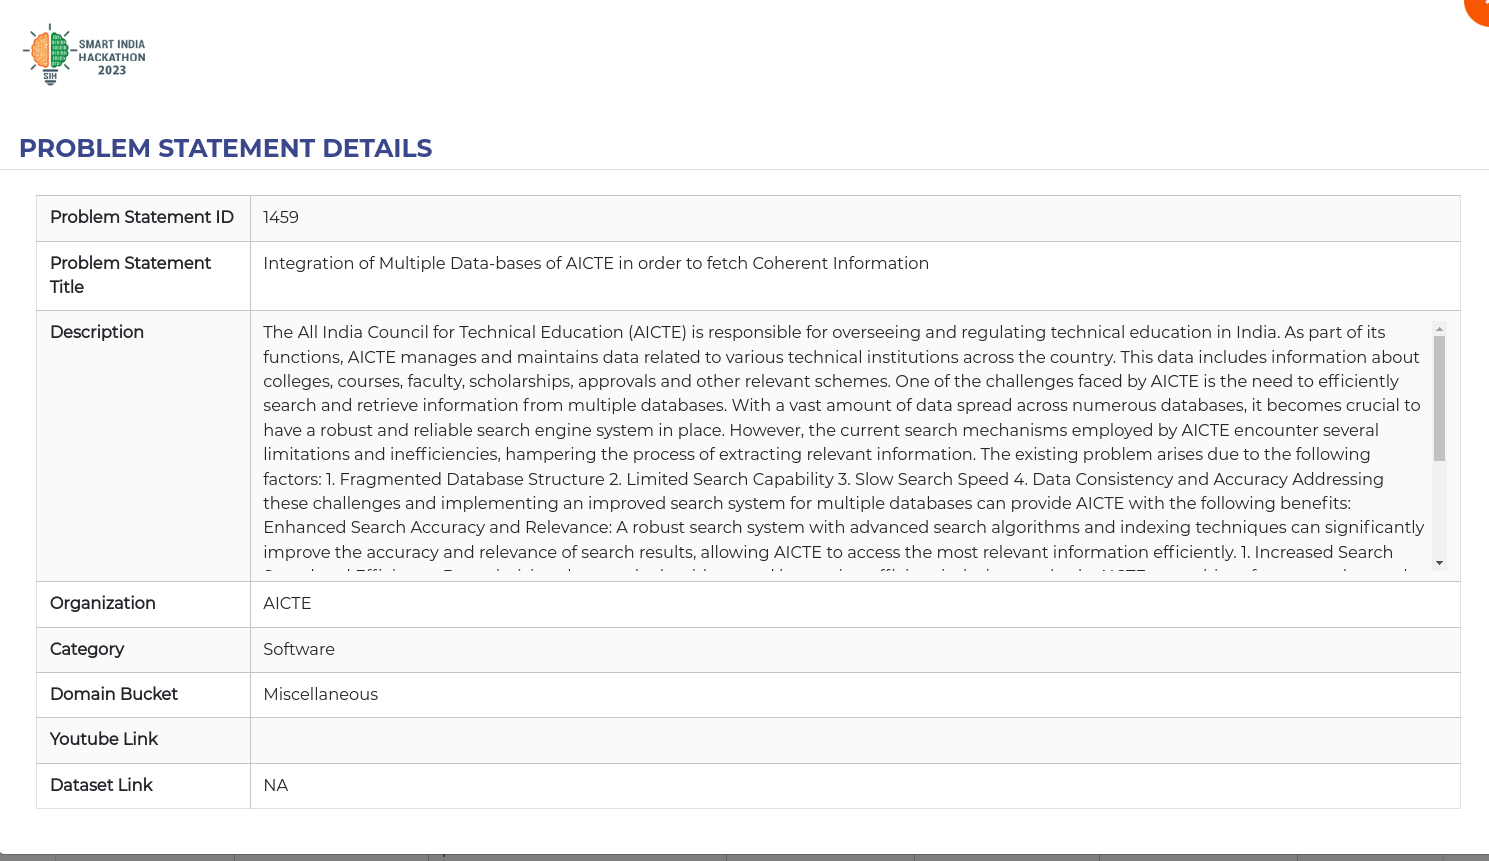 SMART INDIA
HACKATHON
2023
SIH
PROBLEM STATEMENT DETAILS
Problem Statement ID
1459
Problem Statement
Title
Integration of Multiple Data-bases of AICTE in order to fetch Coherent Information
Description
The All India Council for Technical Education (AICTE) is responsible for overseeing and regulating technical education in India. As part of its
functions, AICTE manages and maintains data related to various technical institutions across the country. This data includes information about
colleges, courses, faculty, scholarships, approvals and other relevant schemes. One of the challenges faced by AICTE is the need to efficiently
search and retrieve information from multiple databases. With a vast amount of data spread across numerous databases, it becomes crucial to
have a robust and reliable search engine system in place. However, the current search mechanisms employed by AICTE encounter several
limitations and inefficiencies, hampering the process of extracting relevant information. The existing problem arises due to the following
factors: 1. Fragmented Database Structure 2. Limited Search Capability 3. Slow Search Speed 4. Data Consistency and Accuracy Addressing
these challenges and implementing an improved search system for multiple databases can provide AICTE with the following benefits:
Enhanced Search Accuracy and Relevance: A robust search system with advanced search algorithms and indexing techniques can significantly
improve the accuracy and relevance of search results, allowing AICTE to access the most relevant information efficiently. 1. Increased Search
Organization
AICTE
Category
Software
Domain Bucket
Miscellaneous
Youtube Link
Dataset Link
NA